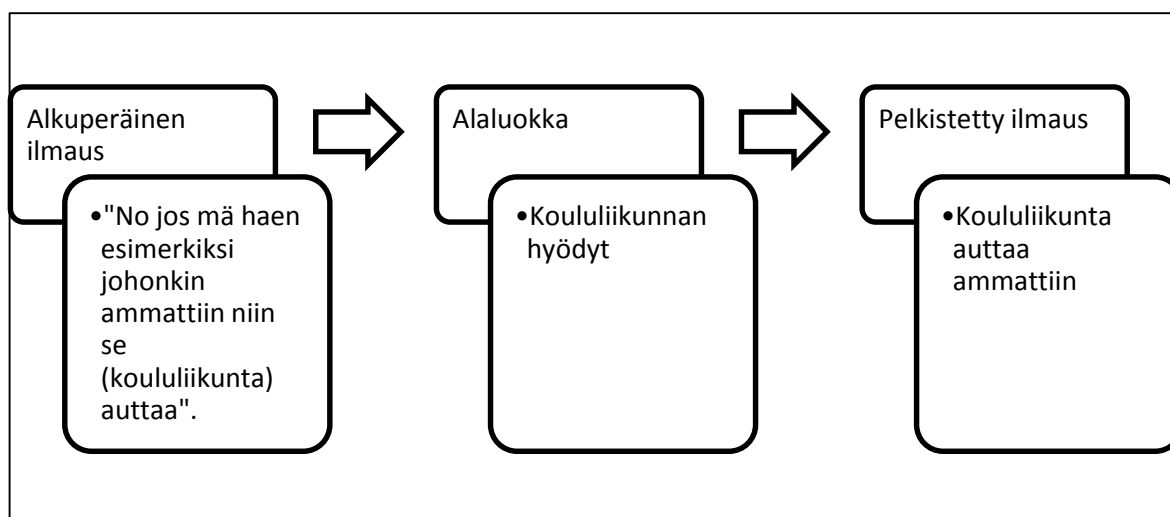 Alkuperäinen
ilmaus
•"No jos mä haen
esimerkiksi
johonkin
ammattiin niin
se
(koululiikunta)
auttaa".
Alaluokka
•Koululiikunnan
hyödyt
Pelkistetty ilmaus
•Koululiikunta
auttaa
ammattiin